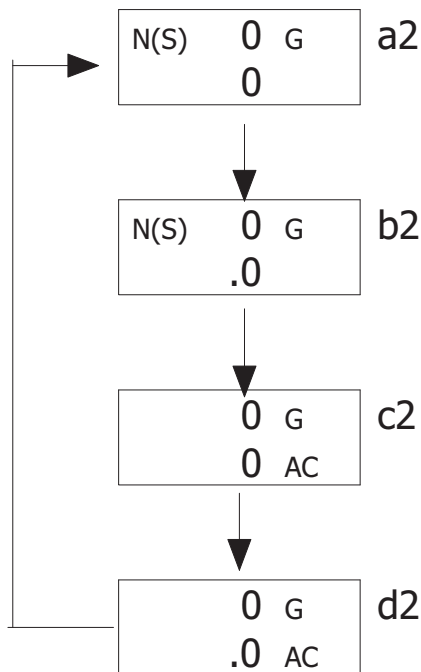 N(S) 0 G a2
0
N(S) 0 G b2
.0
0 G c2
0 AC
0 G d2
.0 AC